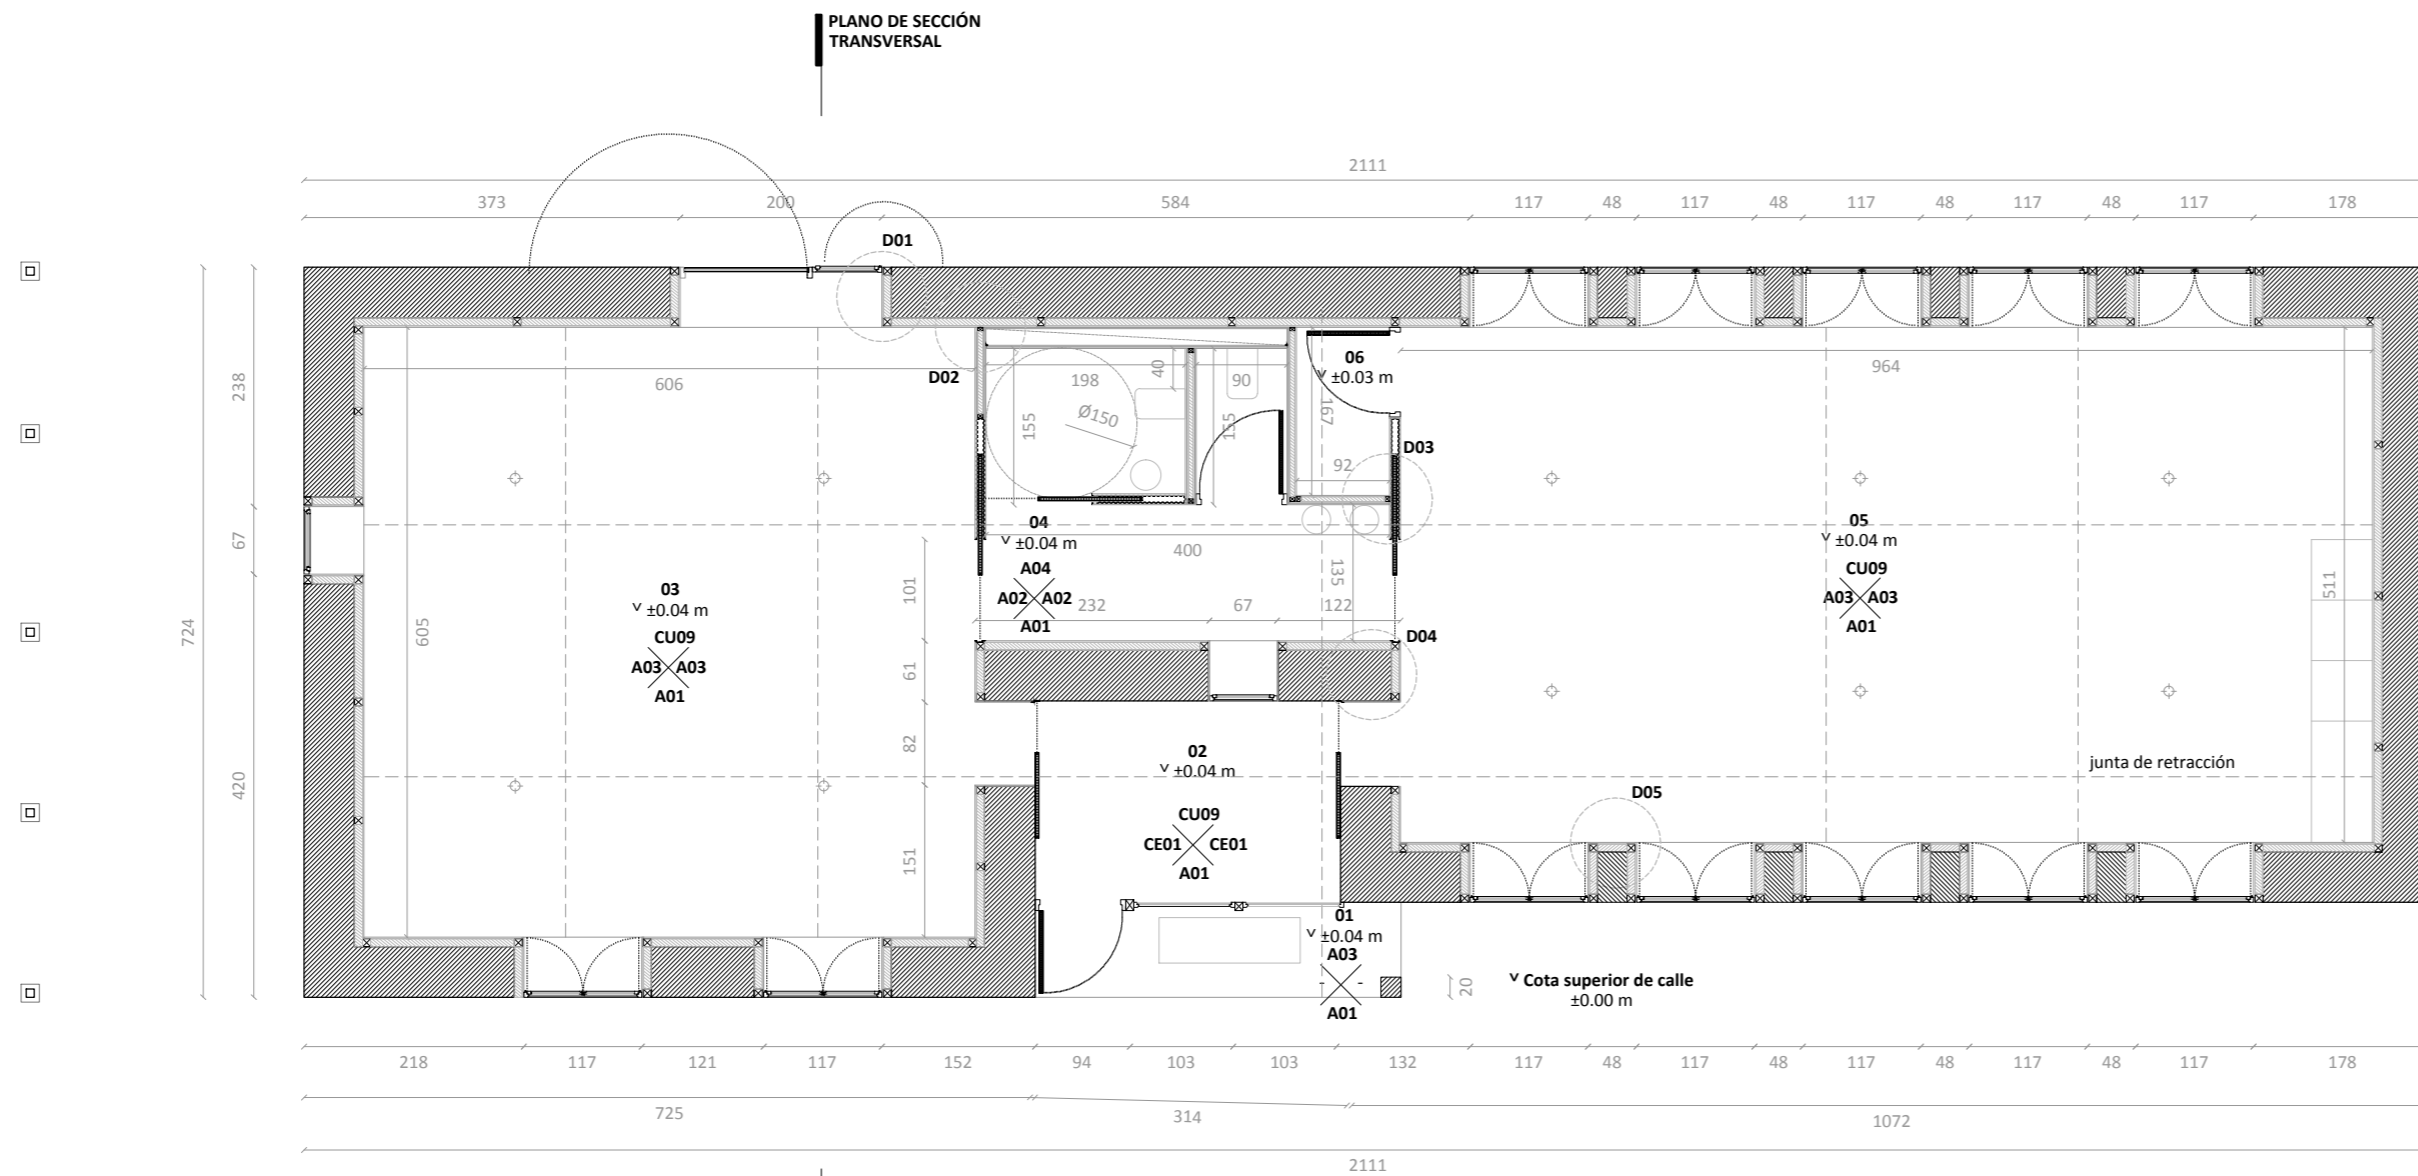 PLANO DE SECCIÓN
TRANSVERSAL
2111
373 200 584 117 48 117 48 117 48 117 48 117 178
D01
D02
606
198
40
90
06
˅ ±0.03 m
964
238
155
Ø150
155
167
92
D03
04
˅ ±0.04 m
400
05
˅ ±0.04 m
67
A04
A02 A02
A01
232 67 122
135
101
CU09
A03 A03
A01
511
03
˅ ±0.04 m
CU09
A03 A03
A01
724
605
61
D04
82
02
˅ ±0.04 m
junta de retracción
420
D05
151
CU09
CE01 CE01
A01
01
˅ ±0.04 m
A03
- -
A01
20
˅ Cota superior de calle
±0.00 m
218 117 121 117 152 94 103 103 132 117 48 117 48 117 48 117 48 117 178
725 314 1072
2111